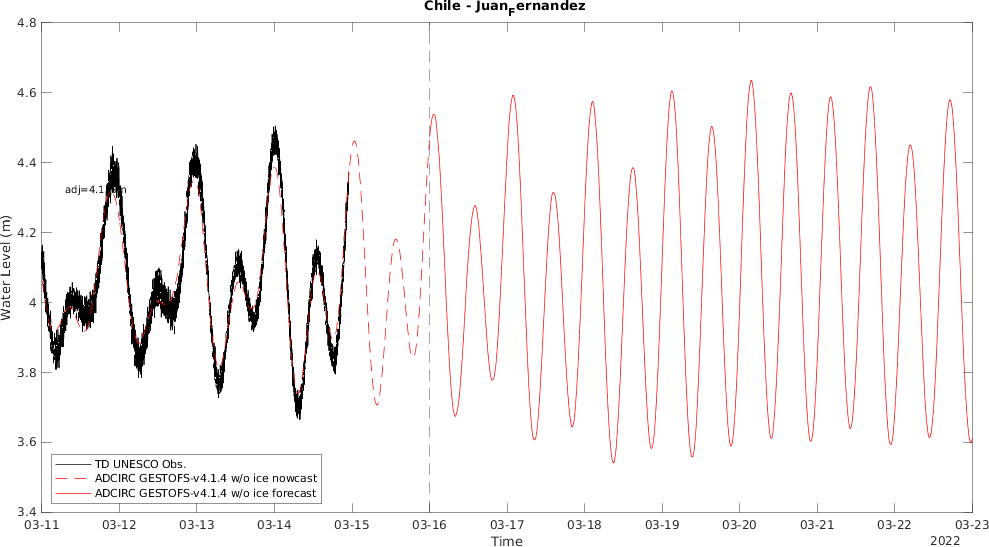 Chile - Juan_Fernandez
4.8
4.6
4.4
4.2
4
3.8
3.6
3.4
Water Level (m)
adj=4.1
TD UNESCO Obs.
ADCIRC GESTOFS-v4.1.4 w/o ice nowcast
ADCIRC GESTOFS-v4.1.4 w/o ice forecast
03-11 03-12 03-13 03-14 03-15 03-16 03-17 03-18 03-19 03-20 03-21 03-22 03-23
Time
2022